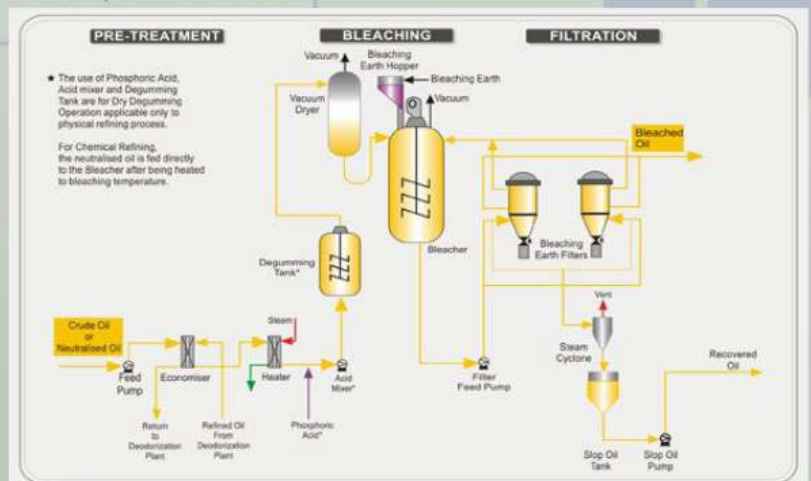 PRE-TREATMENT
BLEACHING
FILTRATION
★ The use of Phosphoric Acid,
Acid mixer and Degumming
Tank are for Dry Degumming
Operation applicable only to
physical refining process.
For Chemical Refining,
the neutralised oil is fed directly
to the Bleacher after being heated
to bleaching temperature.
Vacuum
Vacuum
Dryer
Bleaching
Earth Hopper
Bleaching Earth
Vacuum
Bleached
Oil
Bleacher
Bleaching
Earth Filters
Degumming
Tank*
Vent
Steam
Cyclone
Crude Oil
or
Neutralised Oil
Feed
Pump
Economiser
Steam
Heater
Acid
Mixer*
Filter
Feed Pump
Recovered
Oil
Return
to
Deodorization
Plant
Refined Oil
From
Deodorization
Plant
Phosphoric
Acid*
Slop Oil
Tank
Slop Oil
Pump